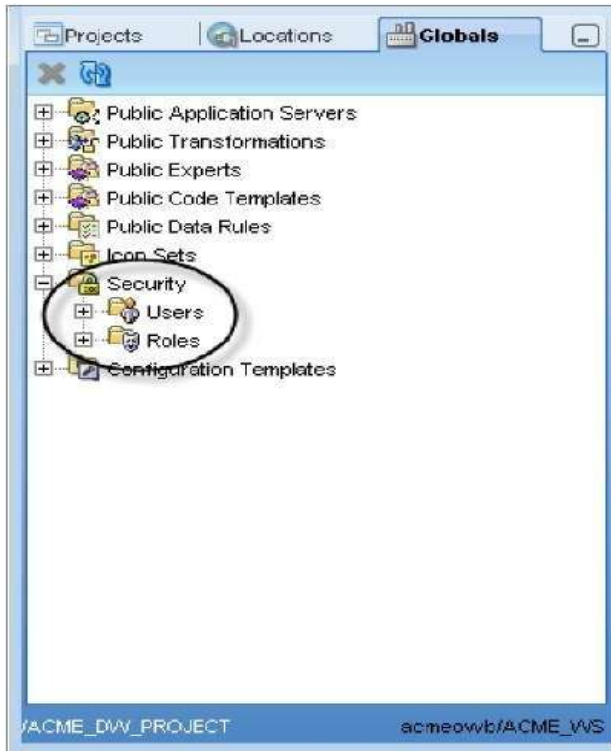 Projects Locations Globals
Public Application Servers
Public Transformations
Public Experts
Public Code Templates
Public Data Rules
Icon Sets
Security
Users
Roles
Configuration Templates
/ACME_DW_PROJECT acmeowb/ACME_WS